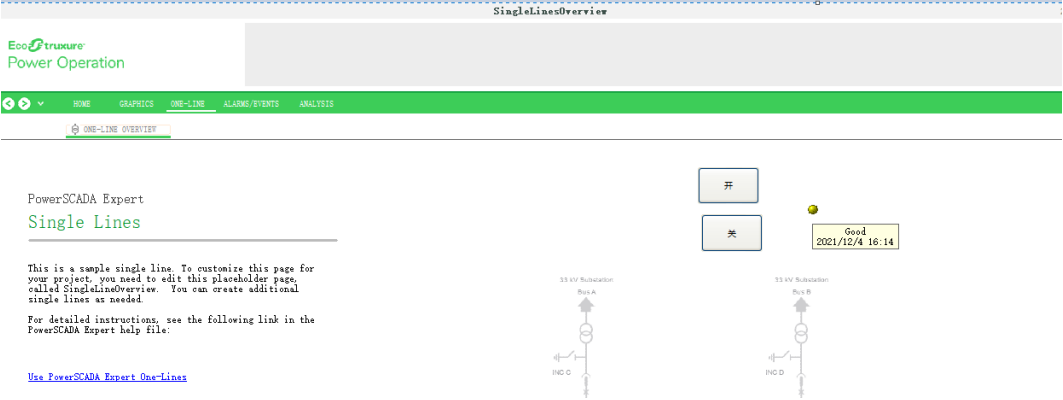 SingleLinesOverview
EcoStruxure
Power Operation
HOME GRAPHICS ONE-LINE ALARMS/EVENTS ANALYSIS
ONE-LINE OVERVIEW
PowerSCADA Expert
Single Lines
This is a sample single line. To customize this page for
your project, you need to edit this placeholder page,
called SingleLineOverview. You can create additional
single lines as needed.
For detailed instructions, see the following link in the
PowerSCADA Expert help file:
Use PowerSCADA Expert One-Lines
开
关
Good
2021/12/4 16:14
33 kV Substation
Bus A
INC C
33 kV Substation
Bus B
INC D